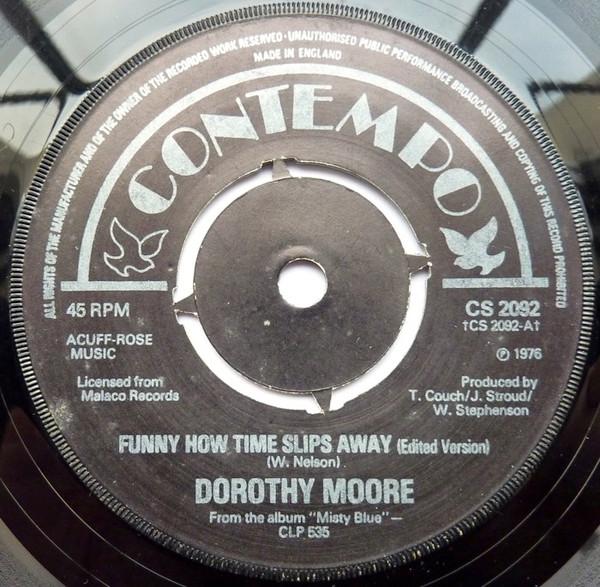 ALL RIGHTS OF THE MANUFACTURER AND OF THE OWNER OF THE RECORDED WORK RESERVED · UNAUTHORISED PUBLIC PERFORMANCE BROADCASTING AND COPYING OF THIS RECORD PROHIBITED
MADE IN ENGLAND
CONTEMPO
45 RPM
ACUFF-ROSE
MUSIC
Licensed from
Malaco Records
CS 2092
†CS 2092-A†
℗ 1976
Produced by
T. Couch/J. Stroud/
W. Stephenson
FUNNY HOW TIME SLIPS AWAY (Edited Version)
(W. Nelson)
DOROTHY MOORE
From the album "Misty Blue"—
CLP 535